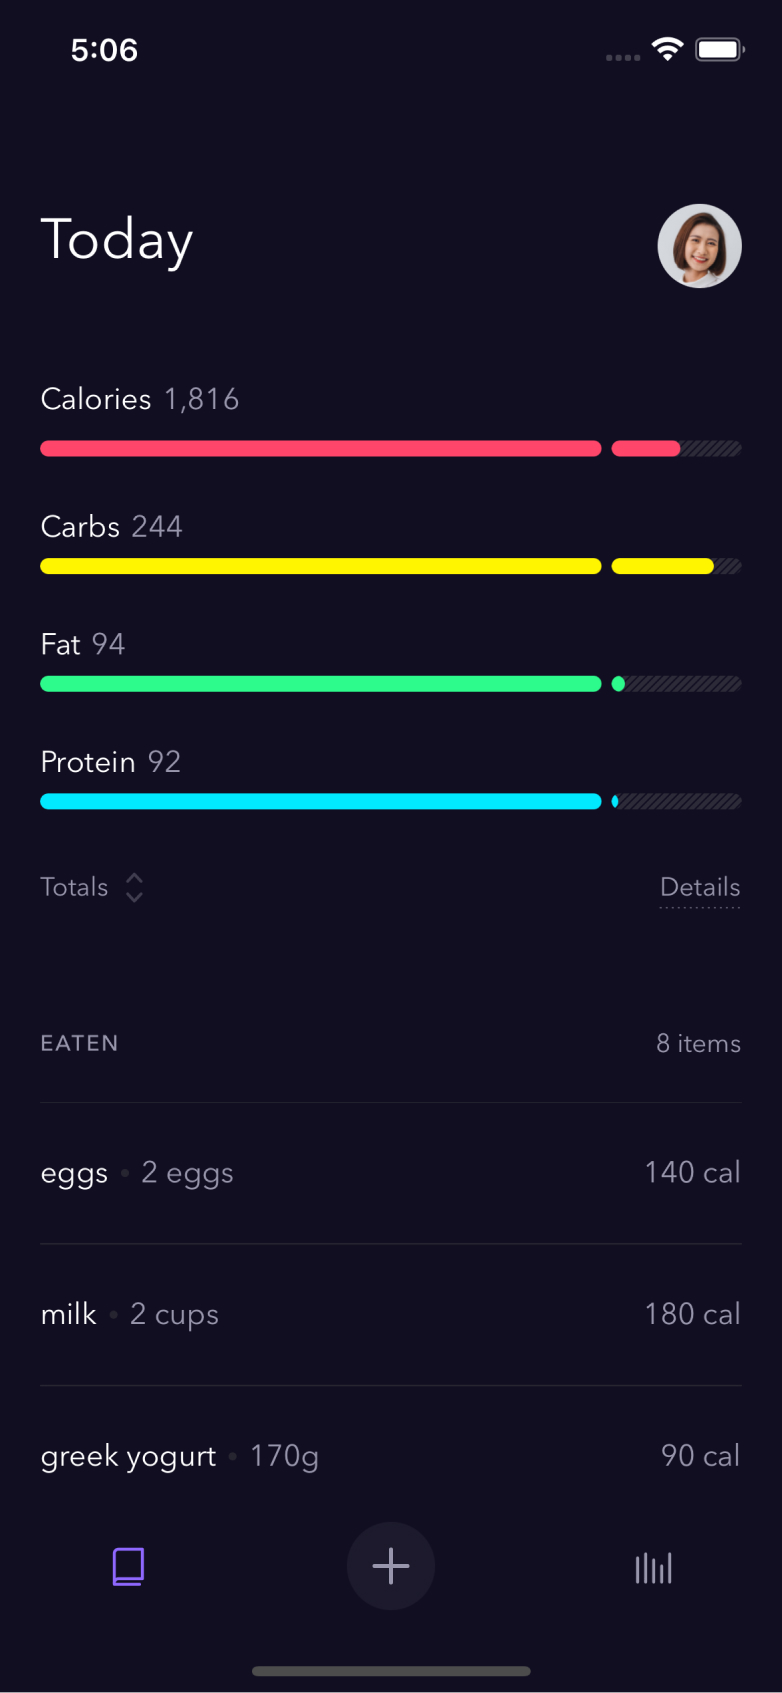 5:06
Today
Calories 1,816
Carbs 244
Fat 94
Protein 92
Totals Details
EATEN 8 items
eggs • 2 eggs 140 cal
milk • 2 cups 180 cal
greek yogurt • 170g 90 cal